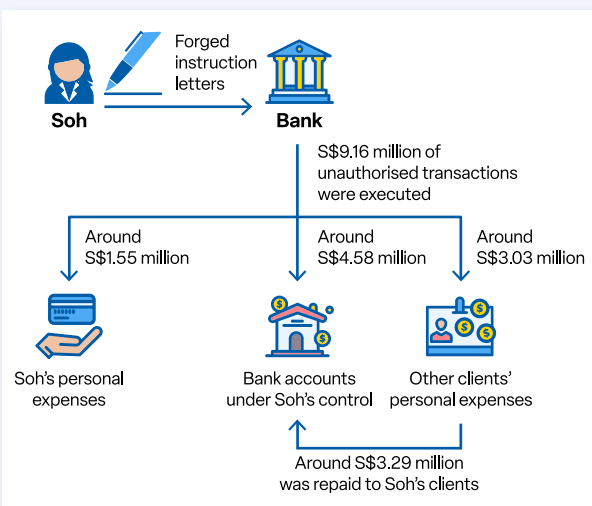 Forged
instruction
letters
Soh
Bank
S$9.16 million of
unauthorised transactions
were executed
Around
S$1.55 million
Around
S$4.58 million
Around
S$3.03 million
Soh's personal
expenses
Bank accounts
under Soh's control
Other clients'
personal expenses
Around S$3.29 million
was repaid to Soh's clients